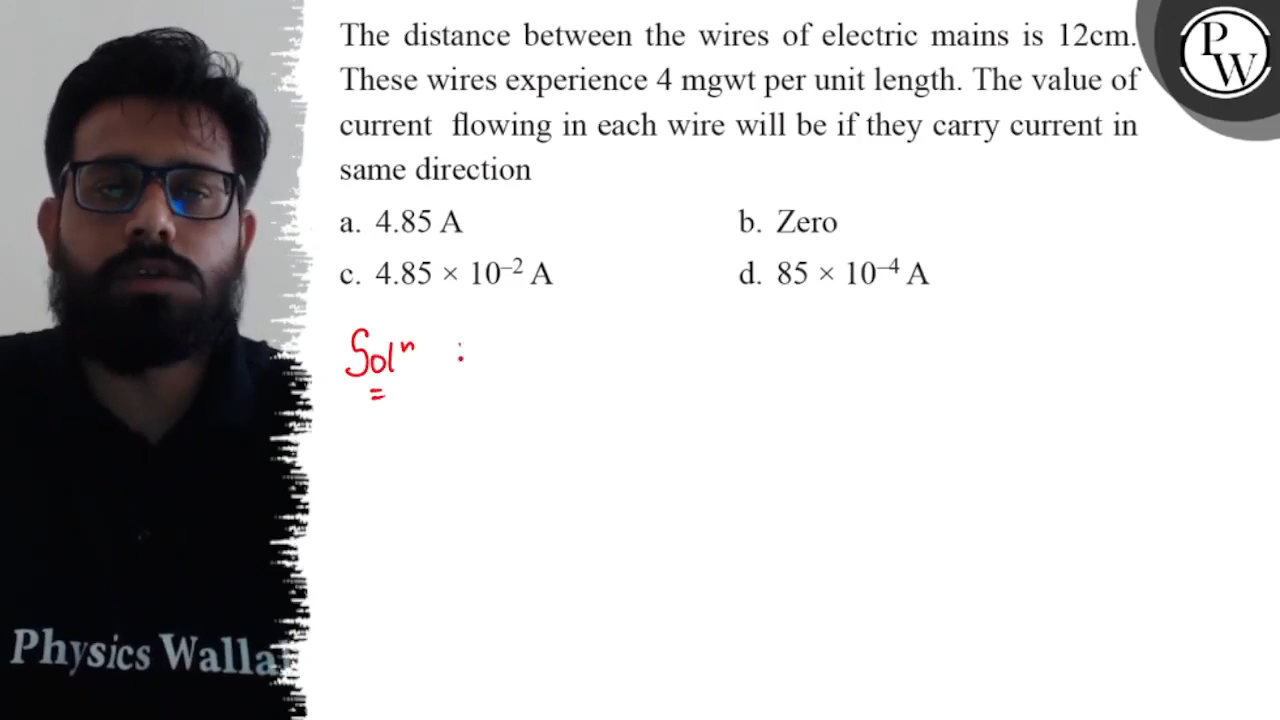 The distance between the wires of electric mains is 12cm.
These wires experience 4 mgwt per unit length. The value of
current flowing in each wire will be if they carry current in
same direction
a. 4.85 A
b. Zero
c. 4.85 × 10⁻² A
d. 85 × 10⁻⁴ A
Solⁿ :
PW
Physics Walla